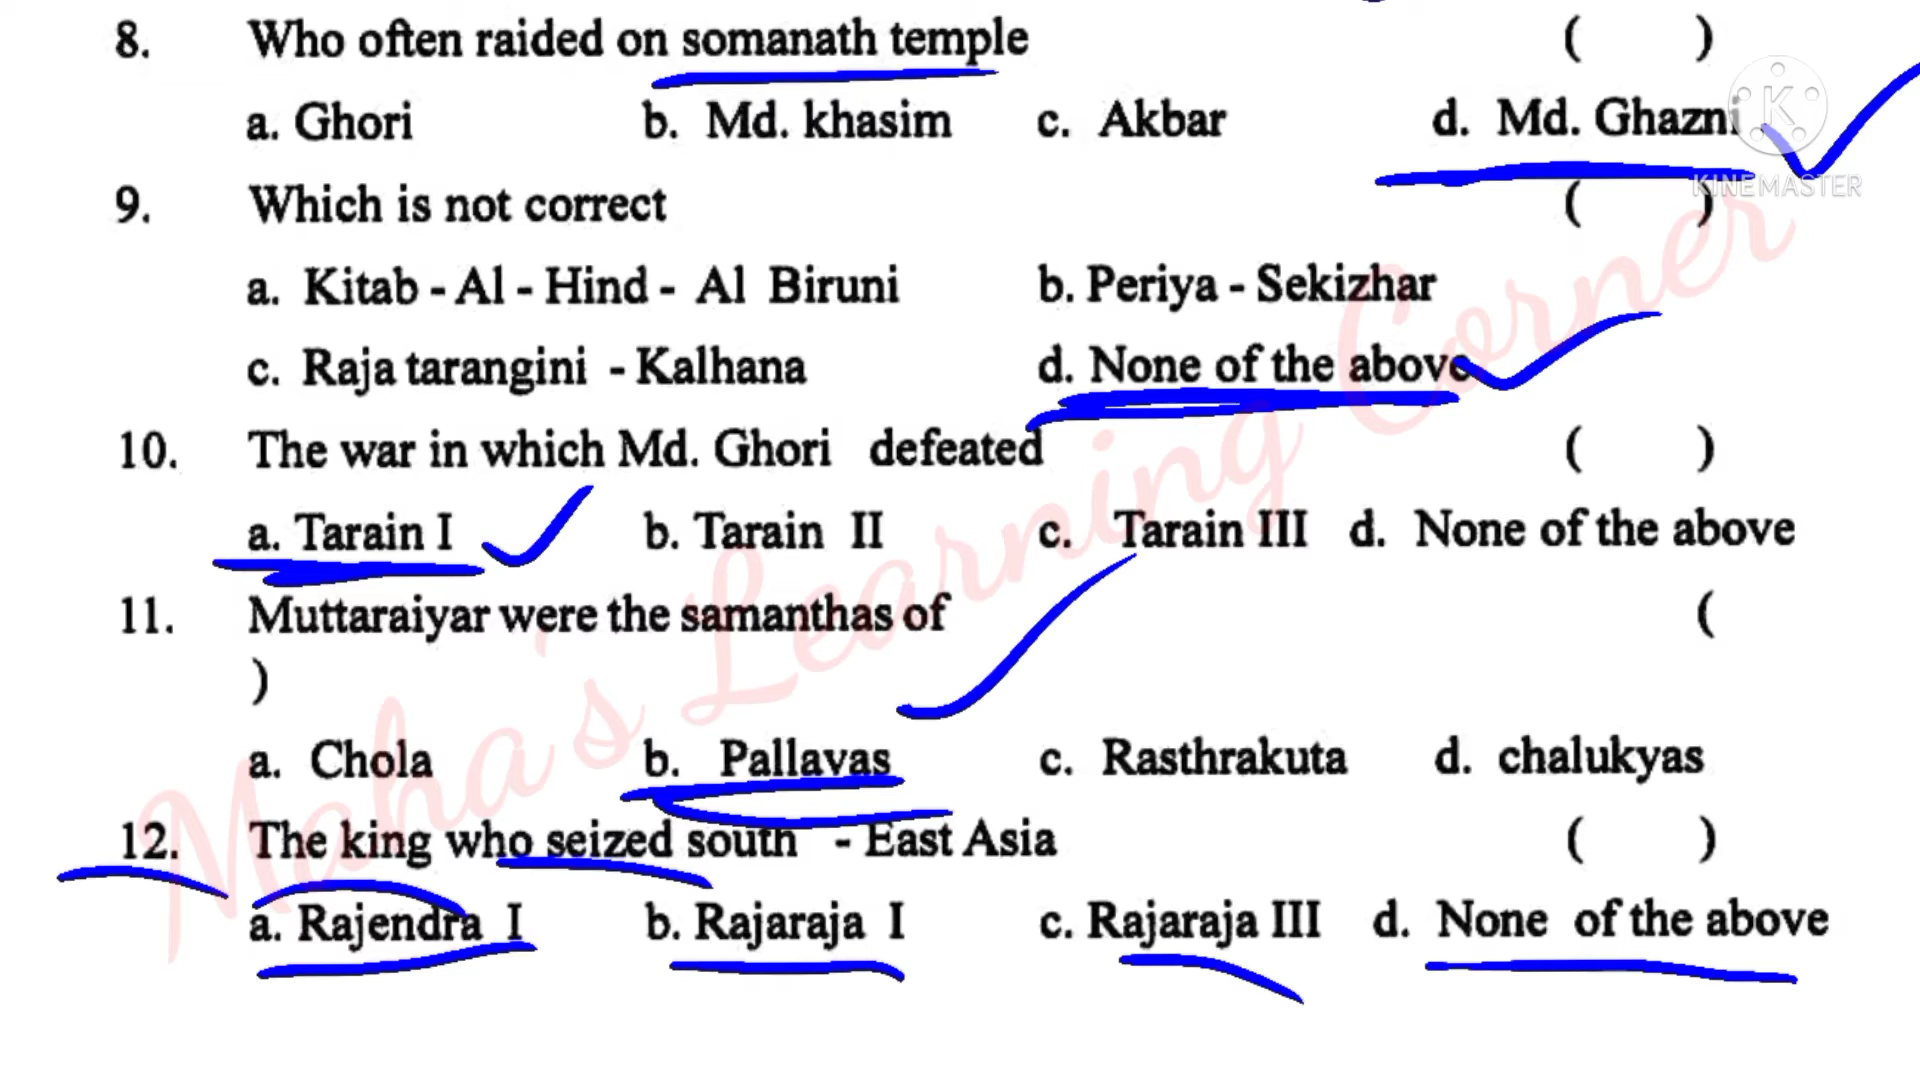 8. Who often raided on somanath temple ( )
a. Ghori b. Md. khasim c. Akbar d. Md. Ghazni
K
KINEMASTER
9. Which is not correct ( )
a. Kitab - Al - Hind - Al Biruni b. Periya - Sekizhar
c. Raja tarangini - Kalhana d. None of the above
10. The war in which Md. Ghori defeated ( )
a. Tarain I b. Tarain II c. Tarain III d. None of the above
11. Muttaraiyar were the samanthas of (
)
a. Chola b. Pallavas c. Rasthrakuta d. chalukyas
12. The king who seized south - East Asia ( )
a. Rajendra I b. Rajaraja I c. Rajaraja III d. None of the above
Maha's Learning Corner